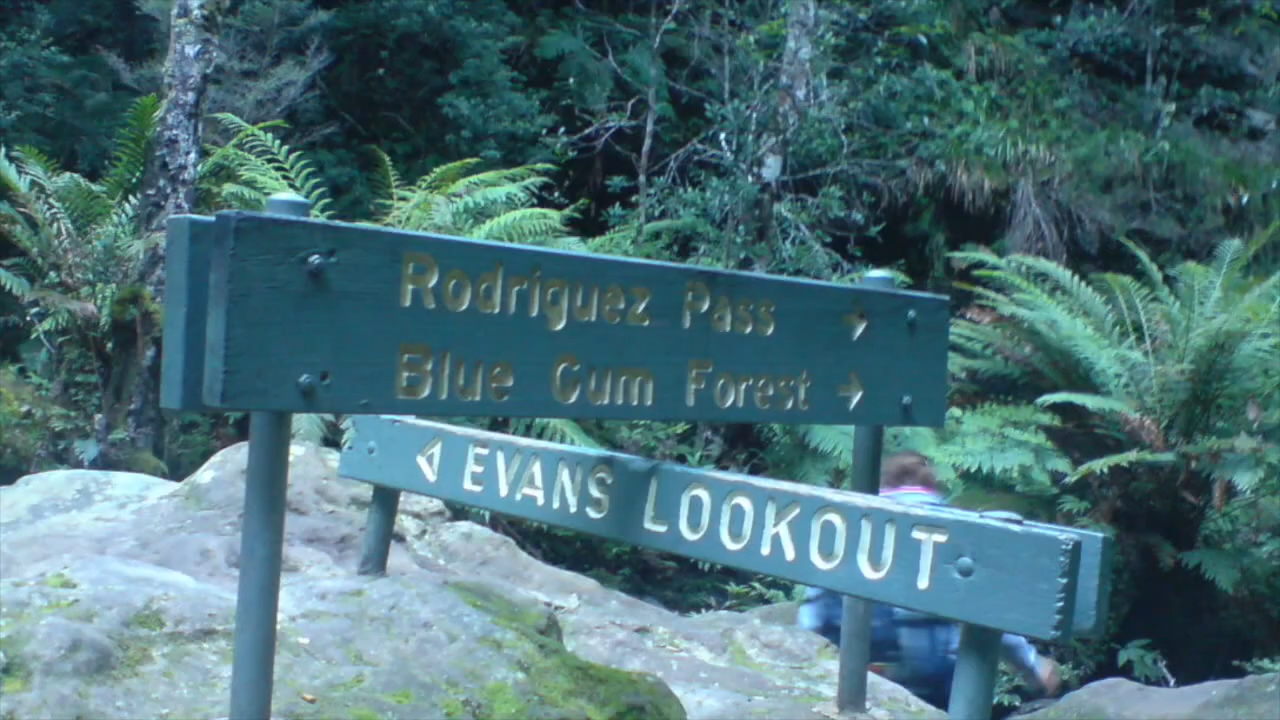 Rodriguez Pass →
Blue Gum Forest →
◁ EVANS LOOKOUT